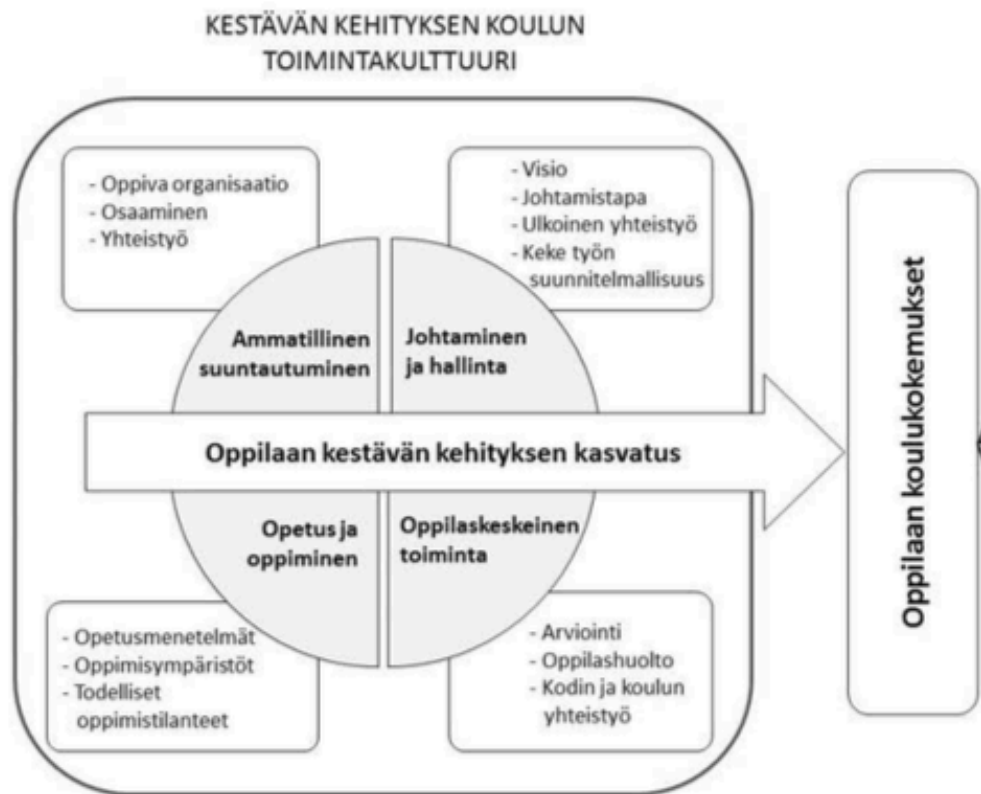 KESTÄVÄN KEHITYKSEN KOULUN
TOIMINTAKULTTUURI
- Oppiva organisaatio
- Osaaminen
- Yhteistyö
- Visio
- Johtamistapa
- Ulkoinen yhteistyö
- Keke työn
suunnitelmallisuus
Ammatillinen
suuntautuminen
Johtaminen
ja hallinta
Oppilaan kestävän kehityksen kasvatus
Opetus ja
oppiminen
Oppilaskeskeinen
toiminta
- Opetusmenetelmät
- Oppimisympäristöt
- Todelliset
oppimistilanteet
- Arviointi
- Oppilashuolto
- Kodin ja koulun
yhteistyö
Oppilaan koulukokemukset